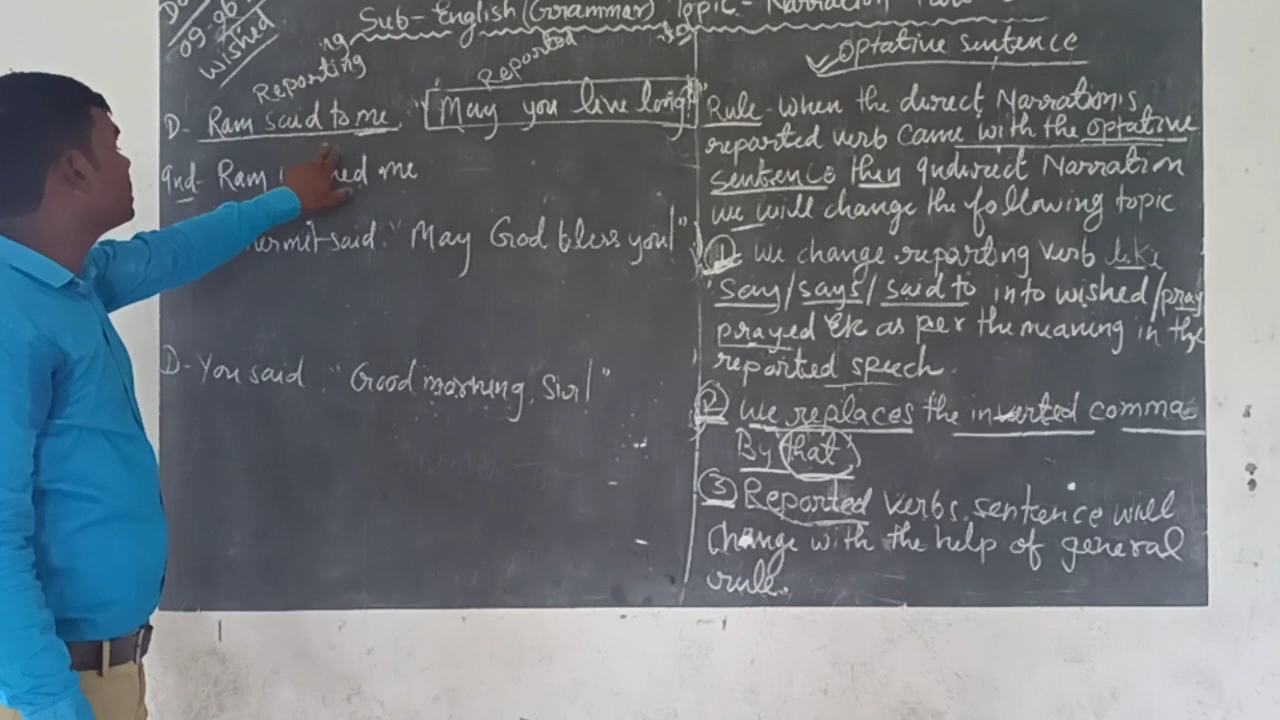 09
wished
Sub- English (Grammar) Topic - Narration
Reporting
Reported
D- Ram said to me "May you live long!"
Ind- Ram me
said. "May God bless you!"
D- You said "Good morning, Sir!"
optative sentence
Rule - when the direct Narration's
reported verb came with the optative
sentence then indirect Narration
we will change the following topic
① we change reporting verb like
Say/says/said to into wished/pray
prayed etc as per the meaning in the
reported speech.
② We replaces the inverted commas
By that
③ Reported verbs sentence will
change with the help of general
rule.